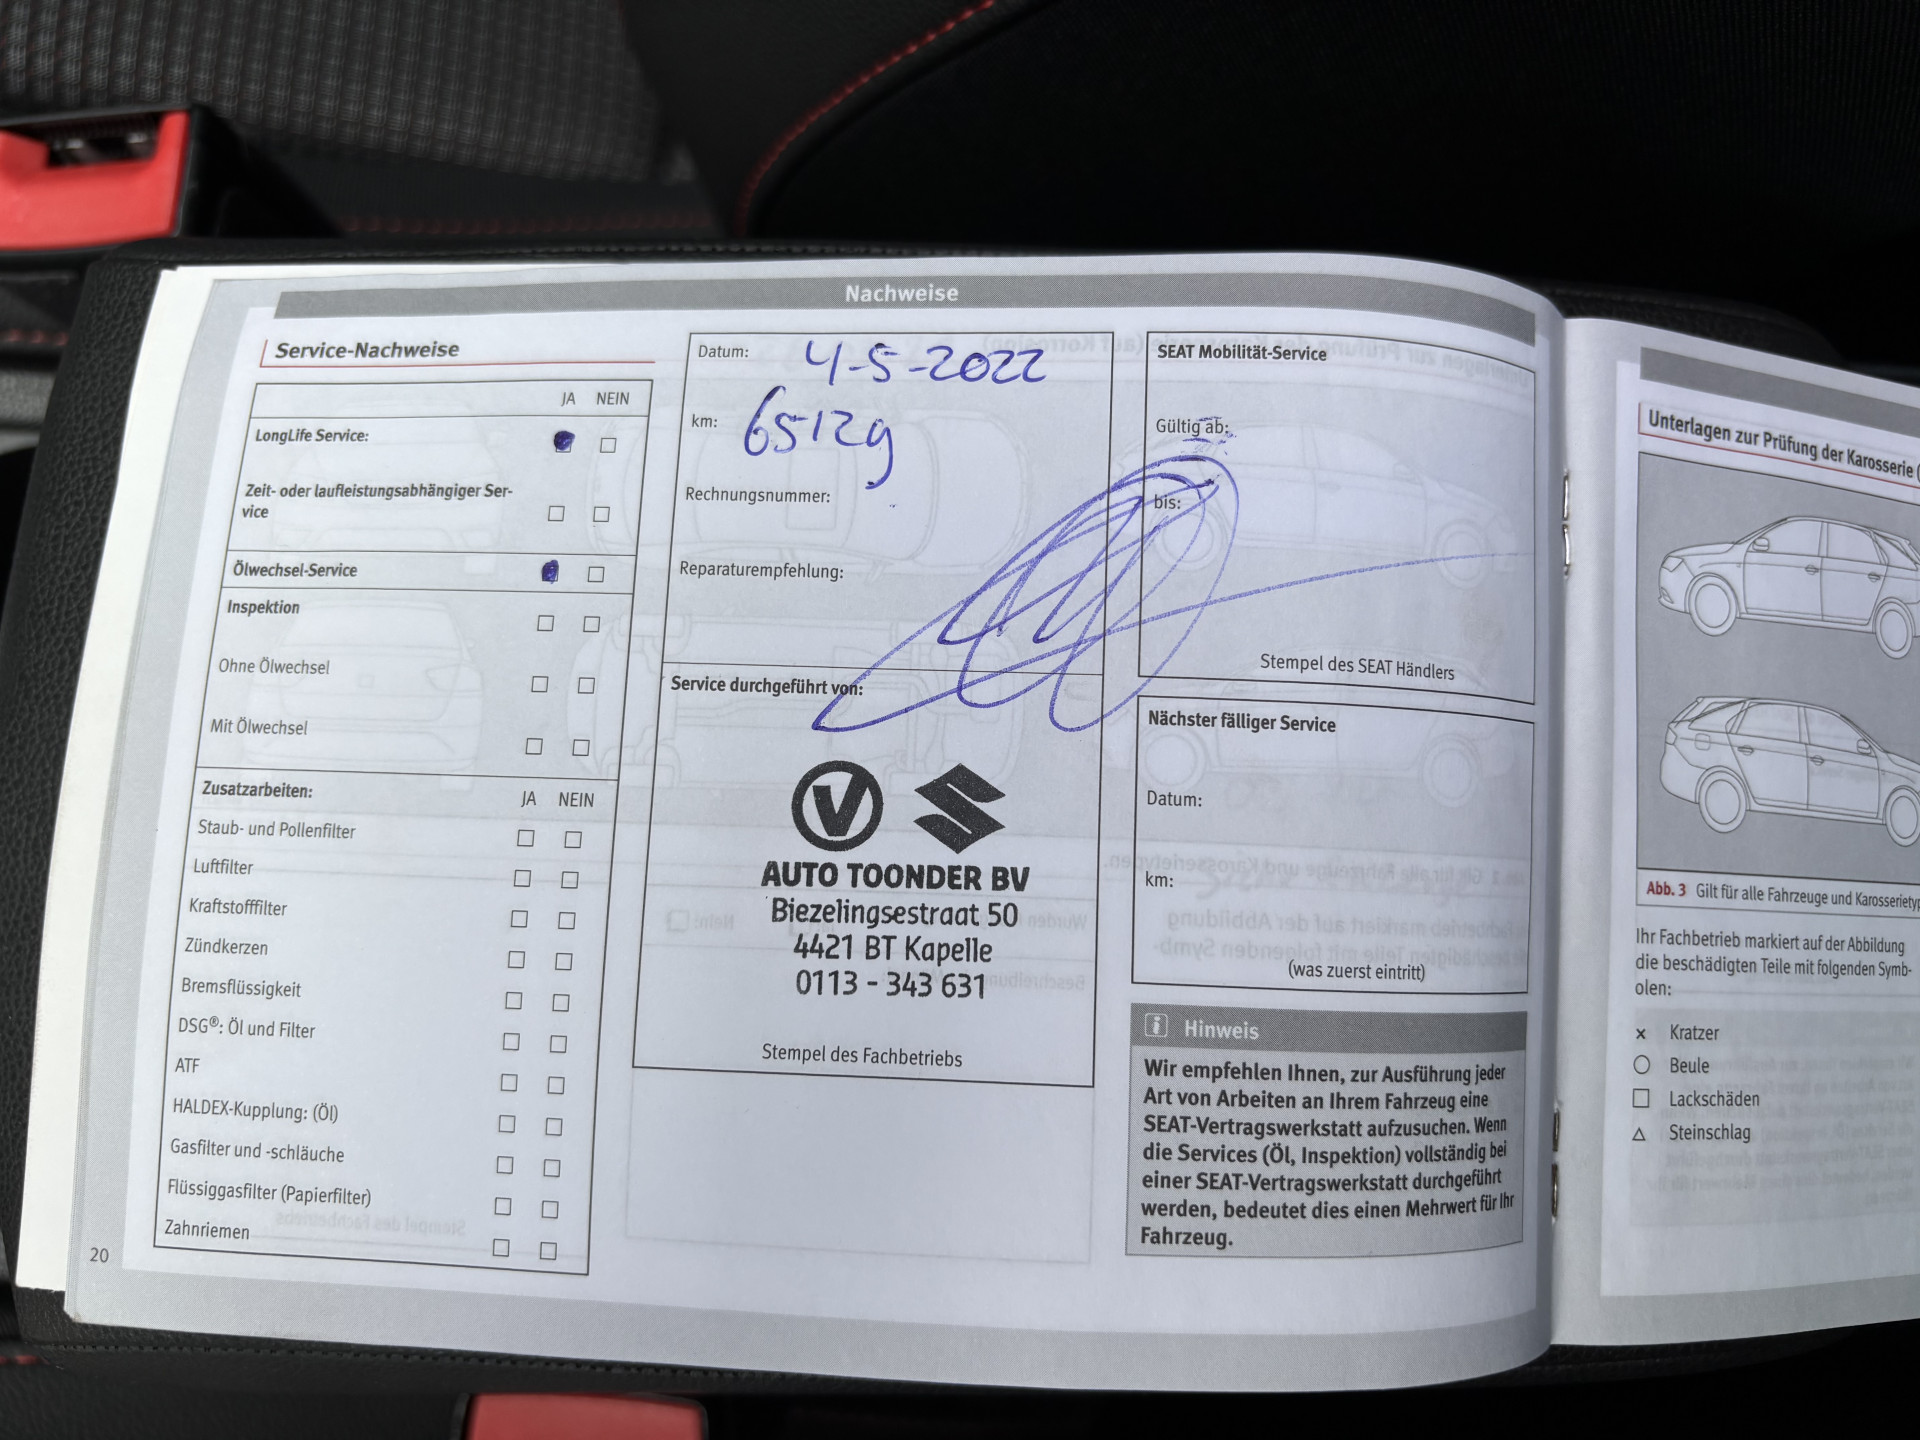 Nachweise
Service-Nachweise
JA NEIN
LongLife Service:
Zeit- oder laufleistungsabhängiger Ser-
vice
Ölwechsel-Service
Inspektion
Ohne Ölwechsel
Mit Ölwechsel
Zusatzarbeiten:
JA NEIN
Staub- und Pollenfilter
Luftfilter
Kraftstofffilter
Zündkerzen
Bremsflüssigkeit
DSG®: Öl und Filter
ATF
HALDEX-Kupplung: (Öl)
Gasfilter und -schläuche
Flüssiggasfilter (Papierfilter)
Zahnriemen
20
Datum: 4-5-2022
km: 65129
Rechnungsnummer:
Reparaturempfehlung:
Service durchgeführt von:
AUTO TOONDER BV
Biezelingsestraat 50
4421 BT Kapelle
0113 - 343 631
Stempel des Fachbetriebs
SEAT Mobilität-Service
Gültig ab:
bis:
Stempel des SEAT Händlers
Nächster fälliger Service
Datum:
km:
(was zuerst eintritt)
Hinweis
Wir empfehlen Ihnen, zur Ausführung jeder
Art von Arbeiten an Ihrem Fahrzeug eine
SEAT-Vertragswerkstatt aufzusuchen. Wenn
die Services (Öl, Inspektion) vollständig bei
einer SEAT-Vertragswerkstatt durchgeführt
werden, bedeutet dies einen Mehrwert für Ihr
Fahrzeug.
Unterlagen zur Prüfung der Karosserie (
Abb. 3 Gilt für alle Fahrzeuge und Karosserietyp
Ihr Fachbetrieb markiert auf der Abbildung
die beschädigten Teile mit folgenden Symb-
olen:
x Kratzer
○ Beule
□ Lackschäden
△ Steinschlag